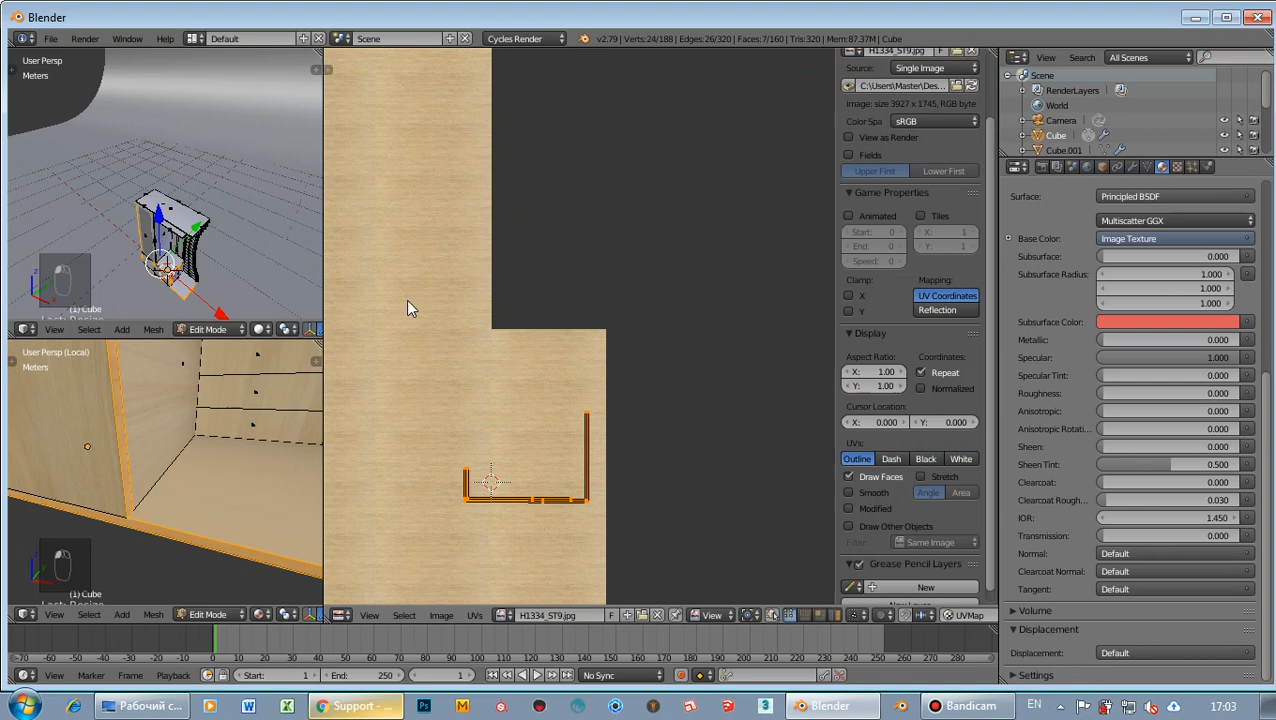 Blender
File Render Window Help Default Scene Cycles Render v2.79 | Verts:24/188 | Edges:26/320 | Faces:7/160 | Tris:320 | Mem:87.37M | Cube
User Persp
Meters
(1) Cube
View Select Add Mesh Edit Mode
User Persp (Local)
Meters
(1) Cube
View Select Add Mesh Edit Mode
View Select Image UVs H1334_ST9.jpg F View UVMap
H1334_ST9.jpg F
Source: Single Image
C:\Users\Master\Des...
Image: size 3927 x 1745, RGB byte
Color Spa sRGB
View as Render
Fields
Upper First Lower First
Game Properties
Animated Tiles
Start: 0 X: 1
End: 0 Y: 1
Speed: 0
Clamp: Mapping:
X UV Coordinates
Y Reflection
Display
Aspect Ratio: Coordinates:
X: 1.00 Repeat
Y: 1.00 Normalized
Cursor Location:
X: 0.000 Y: 0.000
UVs:
Outline Dash Black White
Draw Faces Stretch
Smooth Angle Area
Modified
Draw Other Objects
Filter: Same Image
Grease Pencil Layers
New
View Search All Scenes
Scene
RenderLayers
World
Camera
Cube
Cube.001
Surface: Principled BSDF
Multiscatter GGX
Base Color: Image Texture
Subsurface: 0.000
Subsurface Radius: 1.000
1.000
1.000
Subsurface Color:
Metallic: 0.000
Specular: 1.000
Specular Tint: 0.000
Roughness: 0.000
Anisotropic: 0.000
Anisotropic Rotati... 0.000
Sheen: 0.000
Sheen Tint: 0.500
Clearcoat: 0.000
Clearcoat Rough... 0.030
IOR: 1.450
Transmission: 0.000
Normal: Default
Clearcoat Normal: Default
Tangent: Default
Volume
Displacement
Displacement: Default
Settings
-70 -60 -50 -40 -30 -20 -10 0 10 20 30 40 50 60 70 80 90 100 110 120 130 140 150 160 170 180 190 200 210 220 230 240 250 260 270 280 290 300
View Marker Frame Playback Start: 1 End: 250 1 No Sync
Рабочий с... Support - ... Blender Bandicam EN 17:03